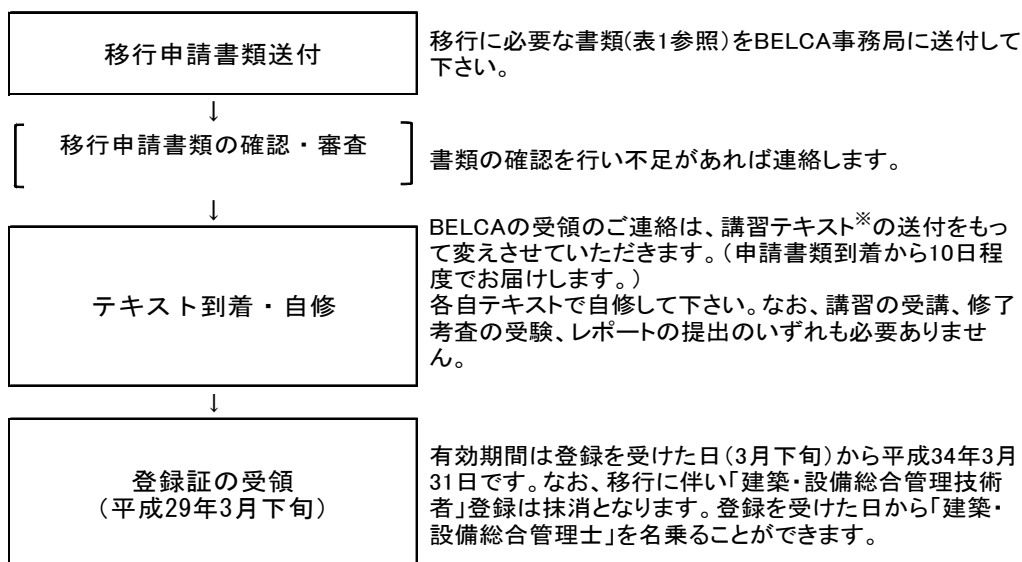 移行申請書類送付
移行に必要な書類(表1参照)をBELCA事務局に送付して
下さい。
↓
移行申請書類の確認・審査
書類の確認を行い不足があれば連絡します。
↓
テキスト到着・自修
BELCAの受領のご連絡は、講習テキスト※の送付をもっ
て変えさせていただきます。(申請書類到着から10日程
度でお届けします。)
各自テキストで自修して下さい。なお、講習の受講、修了
考査の受験、レポートの提出のいずれも必要ありませ
ん。
↓
登録証の受領
(平成29年3月下旬)
有効期間は登録を受けた日(3月下旬)から平成34年3月
31日です。なお、移行に伴い「建築・設備総合管理技術
者」登録は抹消となります。登録を受けた日から「建築・
設備総合管理士」を名乗ることができます。